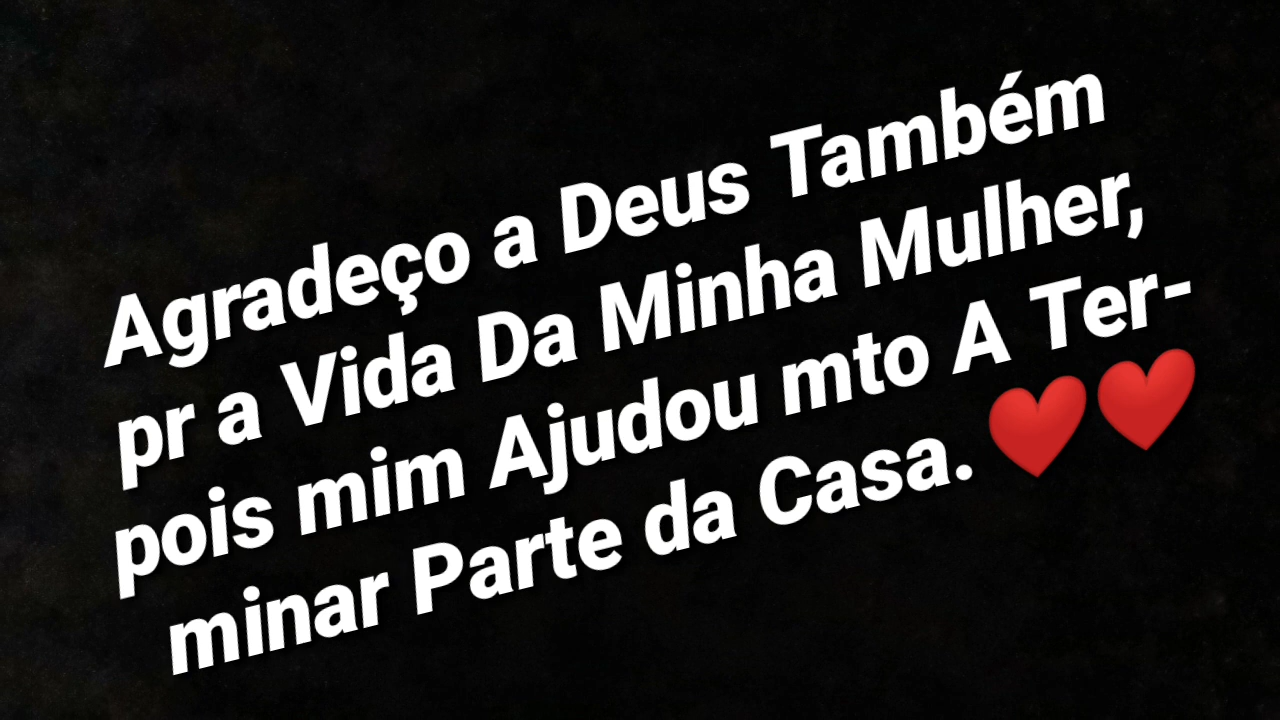 Agradeço a Deus Também
pr a Vida Da Minha Mulher,
pois mim Ajudou mto A Ter-
minar Parte da Casa. ❤️❤️